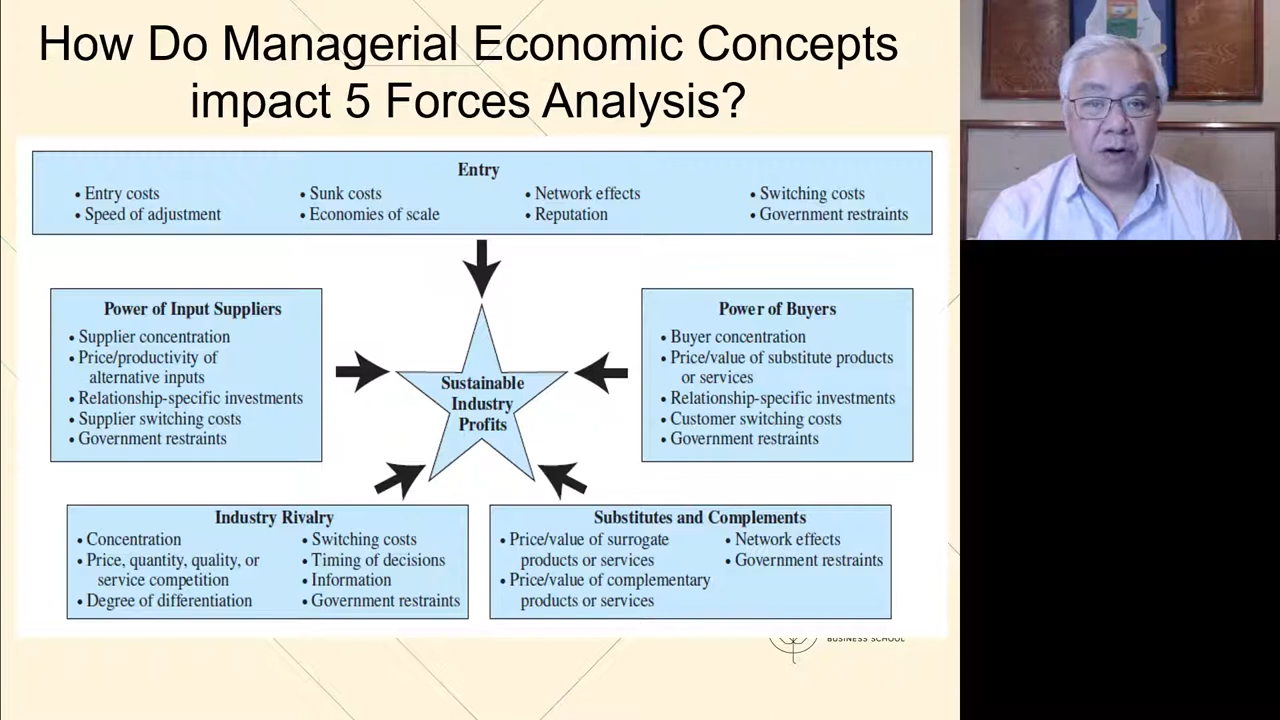 How Do Managerial Economic Concepts
impact 5 Forces Analysis?
Entry
• Entry costs
• Speed of adjustment
• Sunk costs
• Economies of scale
• Network effects
• Reputation
• Switching costs
• Government restraints
Power of Input Suppliers
• Supplier concentration
• Price/productivity of
alternative inputs
• Relationship-specific investments
• Supplier switching costs
• Government restraints
Sustainable
Industry
Profits
Power of Buyers
• Buyer concentration
• Price/value of substitute products
or services
• Relationship-specific investments
• Customer switching costs
• Government restraints
Industry Rivalry
• Concentration
• Price, quantity, quality, or
service competition
• Degree of differentiation
• Switching costs
• Timing of decisions
• Information
• Government restraints
Substitutes and Complements
• Price/value of surrogate
products or services
• Price/value of complementary
products or services
• Network effects
• Government restraints
BUSINESS SCHOOL